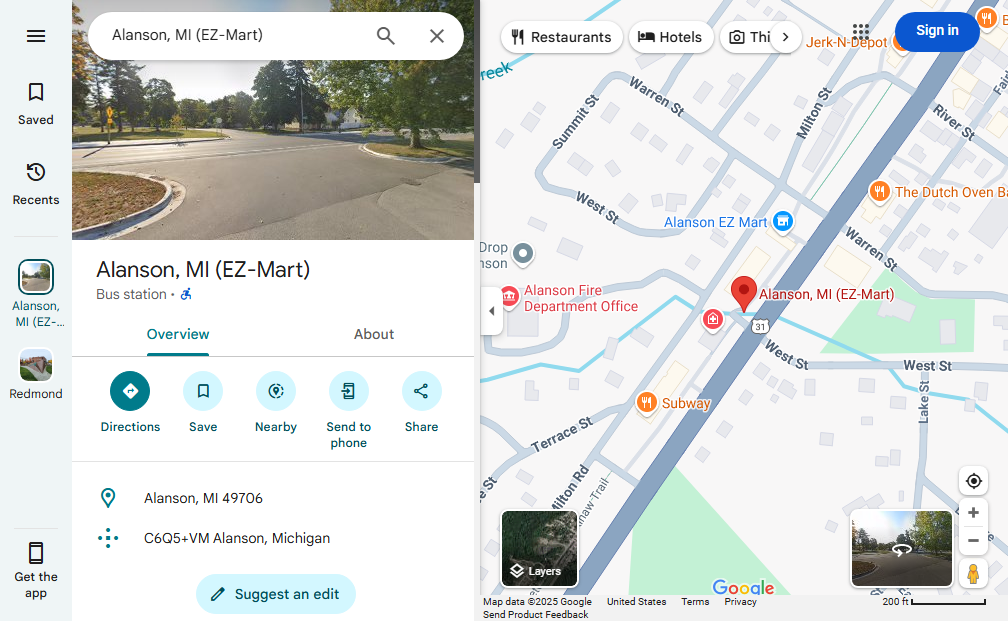 Alanson, MI (EZ-Mart)
Saved
Recents
Alanson,
MI (EZ-...
Redmond
Get the
app
Alanson, MI (EZ-Mart)
Bus station ·
Overview
About
Directions
Save
Nearby
Send to
phone
Share
Alanson, MI 49706
C6Q5+VM Alanson, Michigan
Suggest an edit
Restaurants
Hotels
Thi
Sign in
Jerk-N-Depot
reek
Warren St
Summit St
Milton St
River St
Fai
West St
The Dutch Oven Ba
Alanson EZ Mart
Warren St
Drop
nson
Alanson Fire
Department Office
Alanson, MI (EZ-Mart)
31
West St
West St
Lake St
Subway
Terrace St
Milton Rd
e St
inaw Trail
Layers
Google
Map data ©2025 Google
United States
Terms
Privacy
200 ft
Send Product Feedback